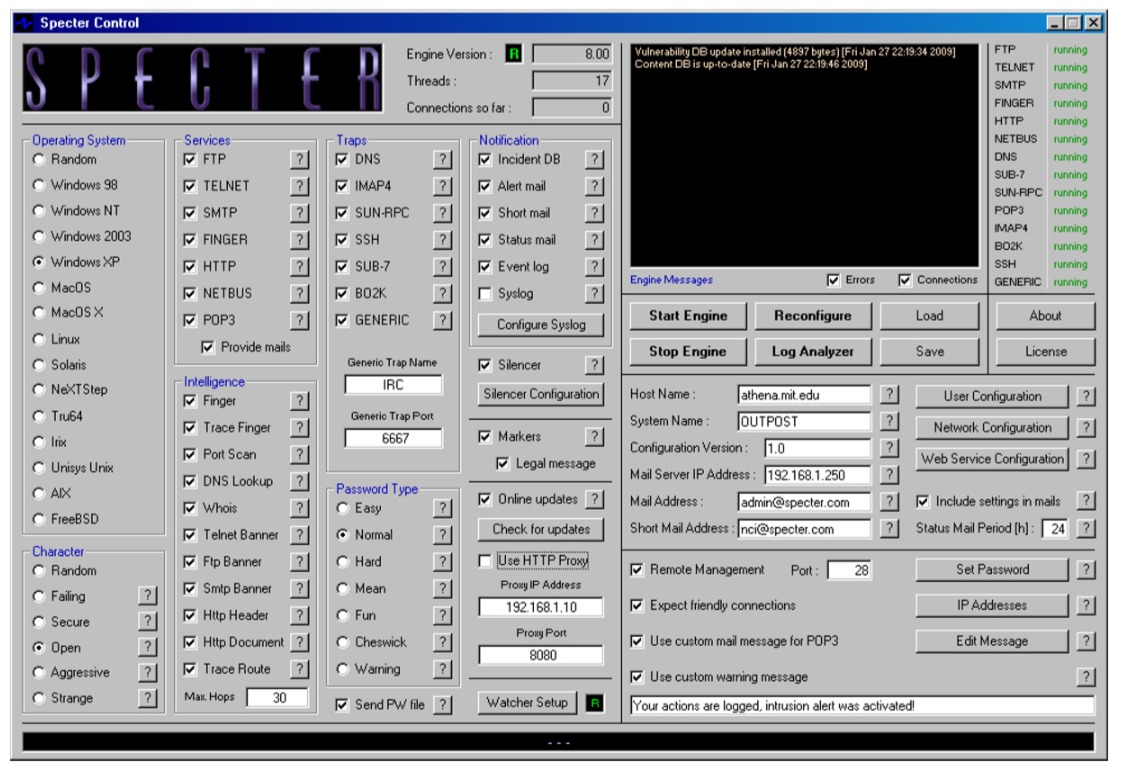 Specter Control
SPECTER
Engine Version : R 8.00
Threads : 17
Connections so far : 0
Operating System
Random
Windows 98
Windows NT
Windows 2003
Windows XP
MacOS
MacOS X
Linux
Solaris
NeXTStep
Tru64
Irix
Unisys Unix
AIX
FreeBSD
Character
Random
Failing ?
Secure ?
Open ?
Aggressive ?
Strange ?
Services
FTP ?
TELNET ?
SMTP ?
FINGER ?
HTTP ?
NETBUS ?
POP3 ?
Provide mails
Intelligence
Finger ?
Trace Finger ?
Port Scan ?
DNS Lookup ?
Whois ?
Telnet Banner ?
Ftp Banner ?
Smtp Banner ?
Http Header ?
Http Document ?
Trace Route ?
Max. Hops 30
Traps
DNS ?
IMAP4 ?
SUN-RPC ?
SSH ?
SUB-7 ?
BO2K ?
GENERIC ?
Generic Trap Name
IRC
Generic Trap Port
6667
Password Type
Easy ?
Normal ?
Hard ?
Mean ?
Fun ?
Cheswick ?
Warning ?
Send PW file ?
Notification
Incident DB ?
Alert mail ?
Short mail ?
Status mail ?
Event log ?
Syslog ?
Configure Syslog
Silencer ?
Silencer Configuration
Markers ?
Legal message
Online updates ?
Check for updates
Use HTTP Proxy
Proxy IP Address
192.168.1.10
Proxy Port
8080
Watcher Setup R
Vulnerability DB update installed (4897 bytes) [Fri Jan 27 22:19:34 2009]
Content DB is up-to-date [Fri Jan 27 22:19:46 2009]
Engine Messages Errors Connections
FTP running
TELNET running
SMTP running
FINGER running
HTTP running
NETBUS running
DNS running
SUB-7 running
SUN-RPC running
POP3 running
IMAP4 running
BO2K running
SSH running
GENERIC running
Start Engine Reconfigure Load About
Stop Engine Log Analyzer Save License
Host Name : athena.mit.edu ? User Configuration ?
System Name : OUTPOST ? Network Configuration ?
Configuration Version : 1.0 ? Web Service Configuration ?
Mail Server IP Address : 192.168.1.250 ?
Mail Address : admin@specter.com ? Include settings in mails ?
Short Mail Address : nci@specter.com ? Status Mail Period [h] : 24 ?
Remote Management Port : 28 Set Password ?
Expect friendly connections IP Addresses ?
Use custom mail message for POP3 Edit Message ?
Use custom warning message ?
Your actions are logged, intrusion alert was activated!
- - -